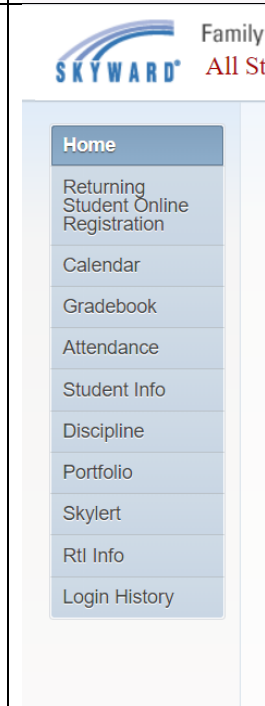 Family
SKYWARD® All St
Home
Returning
Student Online
Registration
Calendar
Gradebook
Attendance
Student Info
Discipline
Portfolio
Skylert
RtI Info
Login History